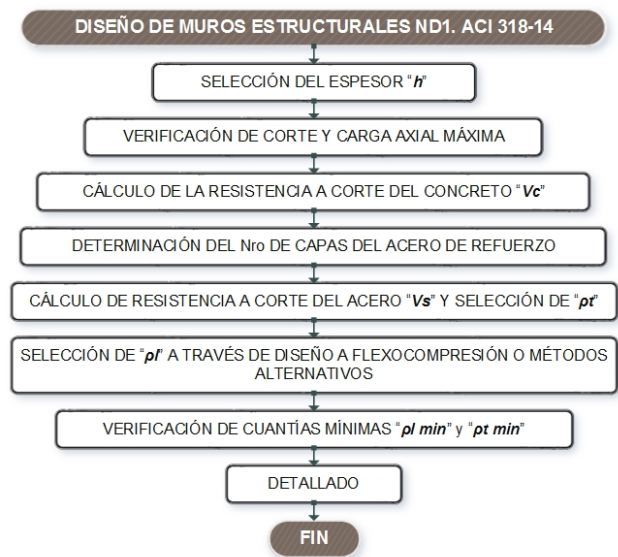 DISEÑO DE MUROS ESTRUCTURALES ND1. ACI 318-14
SELECCIÓN DEL ESPESOR "h"
VERIFICACIÓN DE CORTE Y CARGA AXIAL MÁXIMA
CÁLCULO DE LA RESISTENCIA A CORTE DEL CONCRETO "Vc"
DETERMINACIÓN DEL Nro DE CAPAS DEL ACERO DE REFUERZO
CÁLCULO DE RESISTENCIA A CORTE DEL ACERO "Vs" Y SELECCIÓN DE "ρt"
SELECCIÓN DE "ρl" A TRAVÉS DE DISEÑO A FLEXOCOMPRESIÓN O MÉTODOS
ALTERNATIVOS
VERIFICACIÓN DE CUANTÍAS MÍNIMAS "ρl min" y "ρt min"
DETALLADO
FIN